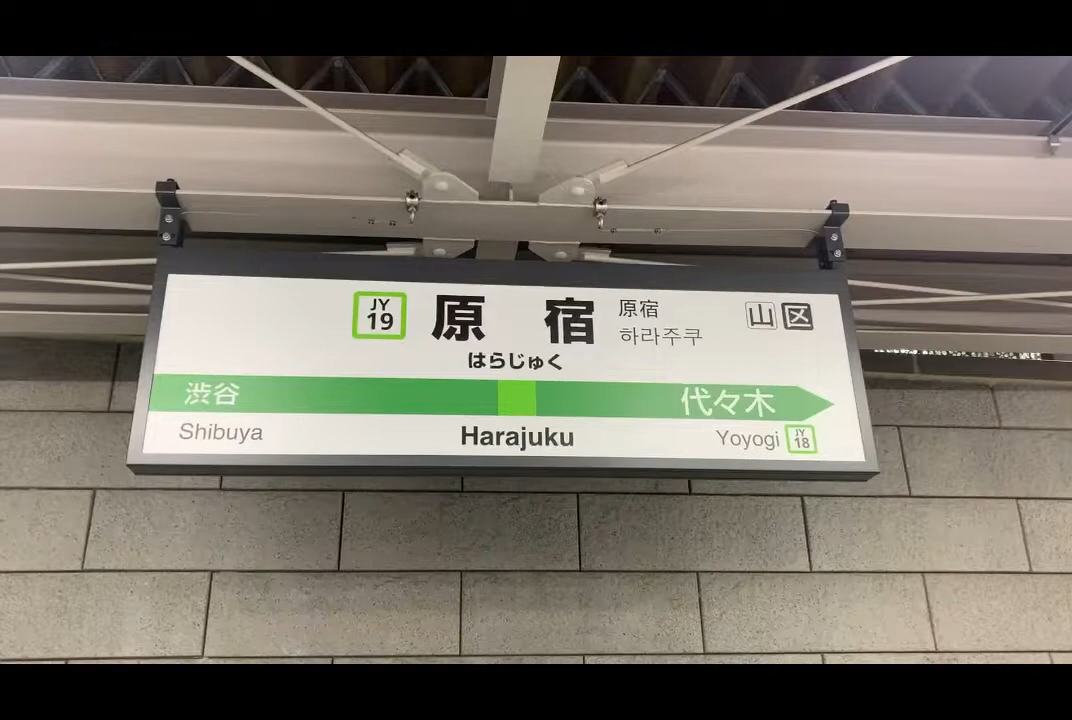 JY
19
原 宿
原宿
하라주쿠
山 区
はらじゅく
渋谷
代々木
Shibuya
Harajuku
Yoyogi
JY
18